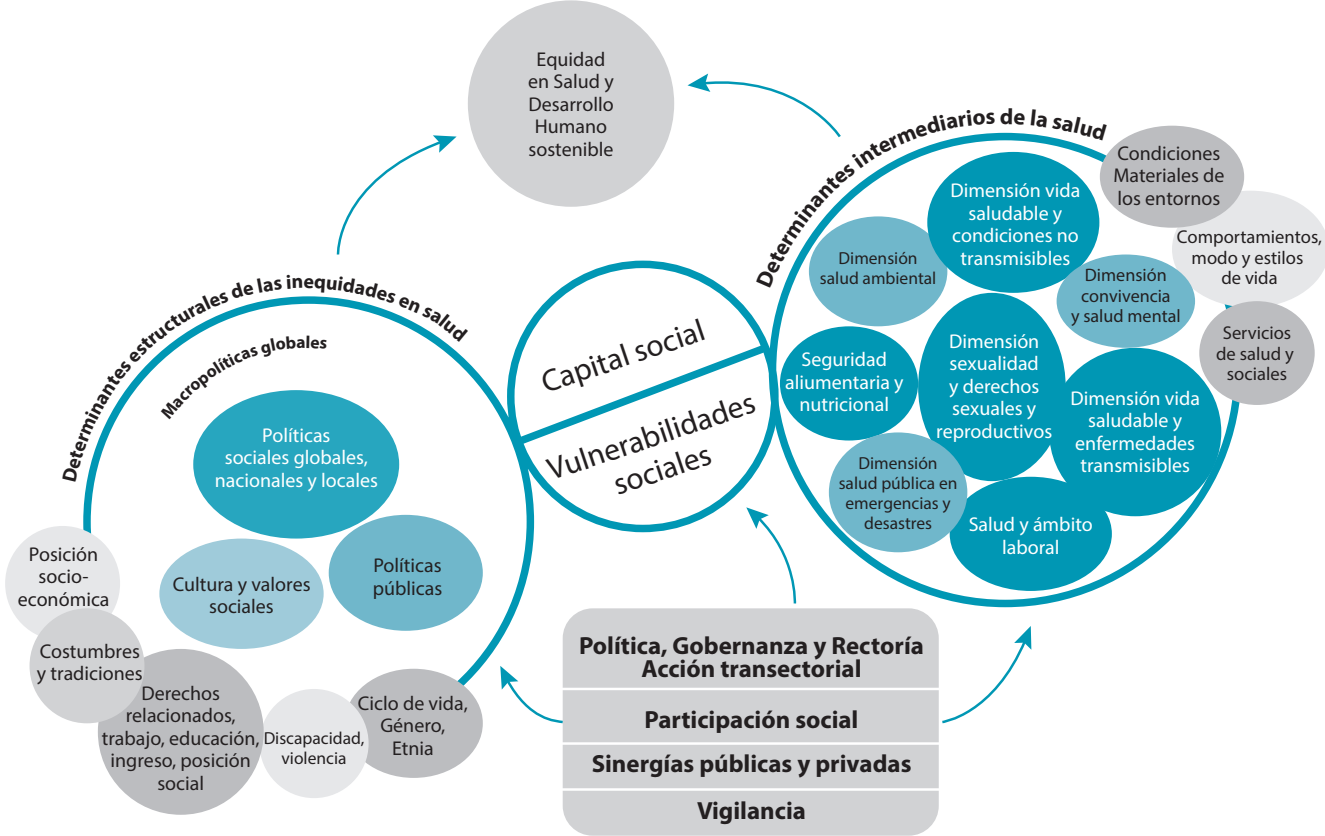 Equidad
en Salud y
Desarrollo
Humano
sostenible
Determinantes estructurales de las inequidades en salud
Macropolíticas globales
Políticas
sociales globales,
nacionales y locales
Cultura y valores
sociales
Políticas
públicas
Posición
socio-
económica
Costumbres
y tradiciones
Derechos
relacionados,
trabajo, educación,
ingreso, posición
social
Discapacidad,
violencia
Ciclo de vida,
Género,
Etnia
Capital social
Vulnerabilidades
sociales
Determinantes intermediarios de la salud
Dimensión vida
saludable y
condiciones no
transmisibles
Dimensión
salud ambiental
Dimensión
convivencia
y salud mental
Seguridad
aliumentaria y
nutricional
Dimensión
sexualidad
y derechos
sexuales y
reproductivos
Dimensión vida
saludable y
enfermedades
transmisibles
Dimensión
salud pública en
emergencias y
desastres
Salud y ámbito
laboral
Condiciones
Materiales de
los entornos
Comportamientos,
modo y estilos
de vida
Servicios
de salud y
sociales
Política, Gobernanza y Rectoría
Acción transectorial
Participación social
Sinergías públicas y privadas
Vigilancia